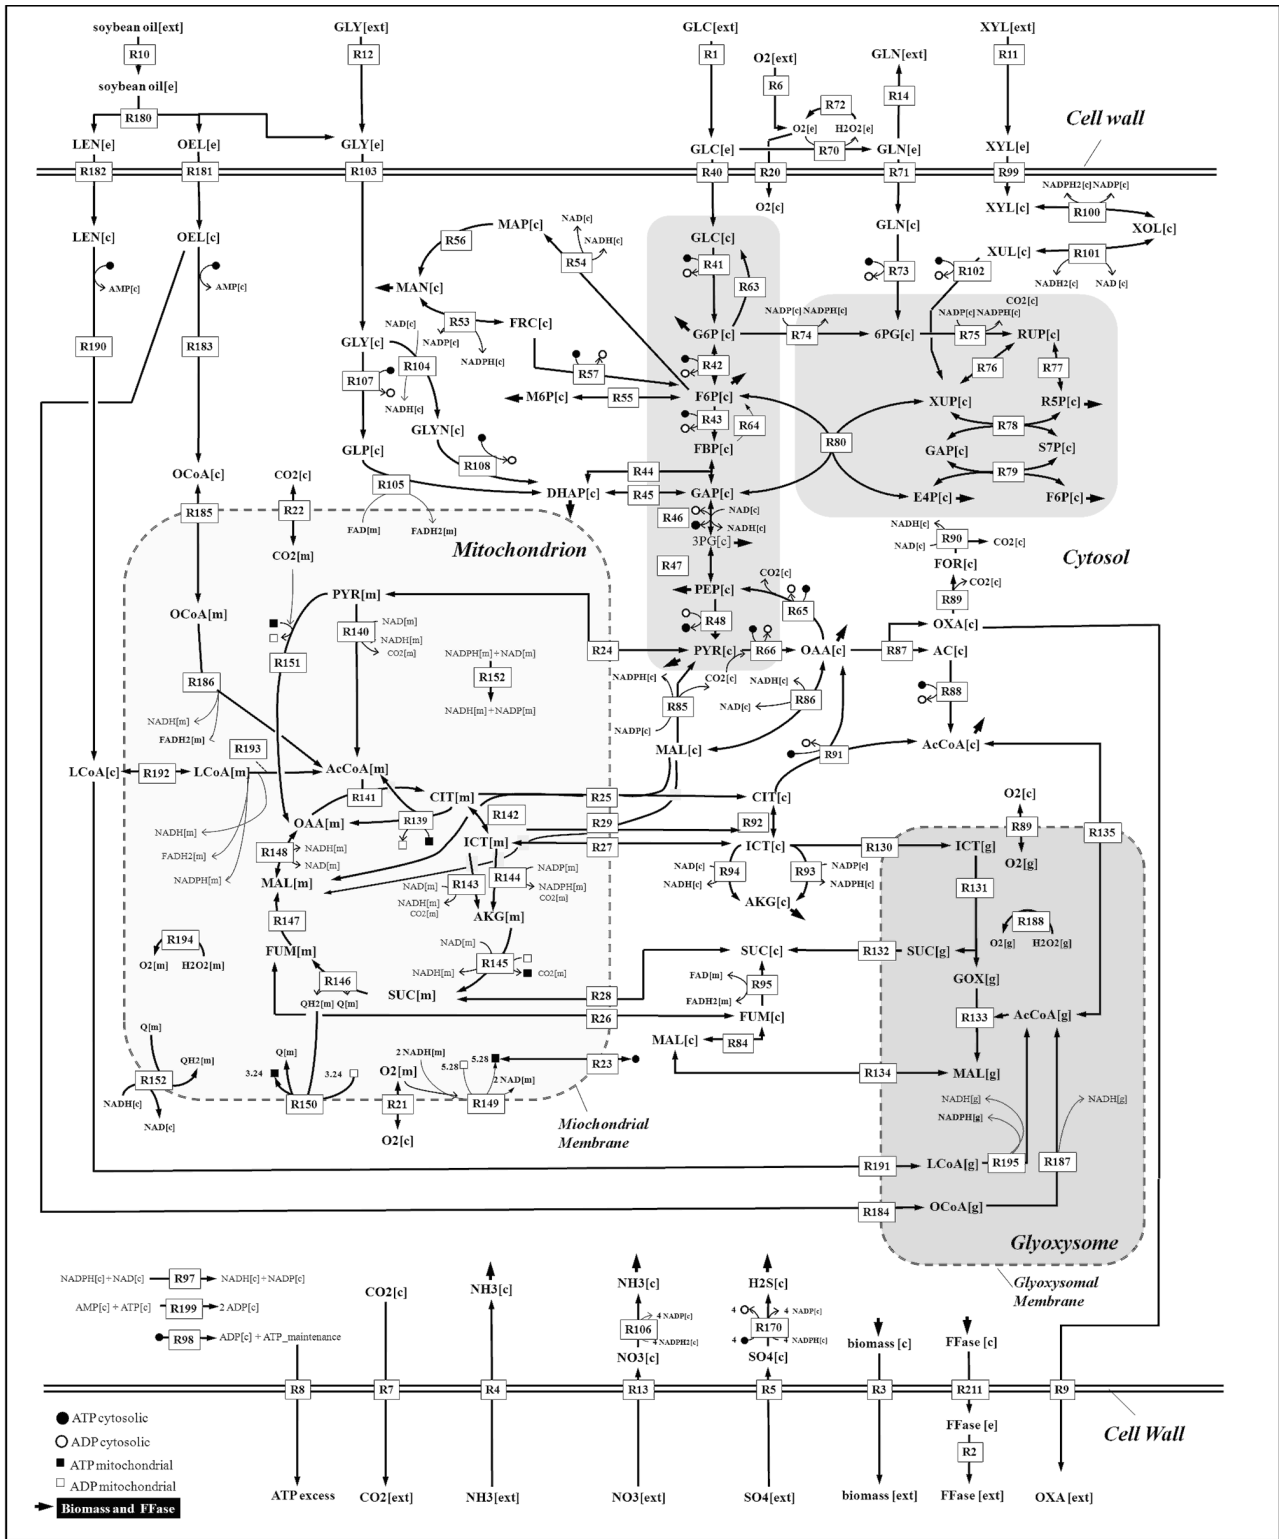 soybean oil[ext] GLY[ext] GLC[ext] XYL[ext]
R10 R12 R1 O2[ext] GLN[ext] R11
soybean oil[e] R6 R14
R180 R72 Cell wall
LEN[e] OEL[e] GLY[e] GLC[e] O2[e] H2O2[e] R70 GLN[e] XYL[e]
R182 R181 R103 R40 R20 R71 R99
NADPH2[c] NADP[c]
O2[c] XYL[c] R100
LEN[c] OEL[c] MAP[c] NAD[c] GLC[c] GLN[c] XOL[c]
R56 NADH[c] XUL[c] R101
R54 R41 R73 R102
AMP[c] AMP[c] MAN[c] R63 NADH2[c] NAD[c]
CO2[c]
R53 FRC[c] NADP[c] NADPH[c] NADP[c] NADPH[c]
NAD[c] NADP[c] G6P[c] R74 6PG[c] R75 RUP[c]
R190 R183 GLY[c] NADPH[c]
R104 R57 R42 R76 R77
R107
NADH[c] M6P[c] R55 F6P[c] XUP[c] R5P[c]
GLYN[c] R43 R64 R78
GLP[c] FBP[c] R80 GAP[c] S7P[c]
R108
OCoA[c] CO2[c] R44 R79
R105 DHAP[c] R45 GAP[c] E4P[c] F6P[c]
R185 R22 R46 NAD[c]
FAD[m] FADH2[m] NADH[c] NADH[c]
Mitochondrion 3PG[c] NAD[c] R90 CO2[c] Cytosol
CO2[m] R47 CO2[c] FOR[c]
PYR[m] PEP[c] R89 CO2[c]
OCoA[m] R65
R140 NAD[m] R48 OXA[c]
NADH[m]
R151 CO2[m] NADPH[m]+NAD[m] R24 PYR[c] R66 OAA[c] R87 AC[c]
R186 R152 NADPH[c] CO2[c] NADH[c]
NADH[m]+NADP[m] R85 R86 R88
NADH[m] NADP[c] NAD[c]
FADH2[m] R193 MAL[c] R91 AcCoA[c]
LCoA[c] R192 LCoA[m] AcCoA[m]
R141 CIT[m] R25 CIT[c] O2[c]
OAA[m] R139 R142 R29 R92 R89 R135
NADH[m] R148 NADH[m] ICT[m] R27 ICT[c] R130 ICT[g] O2[g]
FADH2[m] NAD[m]
NADPH[m] MAL[m] NAD[m] R143 R144 NADP[m] NAD[c] R94 R93 NADP[c] R131
NADH[m] NADPH[m] NADH[c] NADPH[c]
CO2[m] CO2[m]
R147 AKG[m] AKG[c] R188
R194 NAD[m] O2[g] H2O2[g]
O2[m] H2O2[m] FUM[m] R145 SUC[c] R132 SUC[g]
NADH[m] CO2[m] FAD[m]
R146 R95 GOX[g]
QH2[m] Q[m] SUC[m] R28 FADH2[m]
R26 FUM[c] R133 AcCoA[g]
Q[m] MAL[c] R84
Q[m] 2 NADH[m] 5.28
QH2[m] 5.28 R23
R152 3.24 3.24 O2[m] R134 MAL[g]
2 NAD[m]
NADH[c] R150 R21 R149 NADH[g] NADH[g]
NAD[c] Miochondrial NADPH[g]
O2[c] Membrane
R191 LCoA[g] R195 R187
R184 OCoA[g]
Glyoxysome
NADPH[c]+NAD[c] R97 NADH[c]+NADP[c] NH3[c] H2S[c] Glyoxysomal
CO2[c] NH3[c] Membrane
AMP[c]+ATP[c] R199 2 ADP[c] 4 NADP[c] 4 4 NADP[c]
R98 ADP[c] + ATP_maintenance R106 R170
4 NADPH2[c] 4 4 NADPH[c] biomass [c] FFase [c]
NO3[c] SO4[c]
R8 R7 R4 R13 R5 R3 R211 R9
ATP cytosolic FFase [e] Cell Wall
ADP cytosolic R2
ATP mitochondrial
ADP mitochondrial
ATP excess CO2[ext] NH3[ext] NO3[ext] SO4[ext] biomass [ext] FFase [ext] OXA [ext]
Biomass and FFase